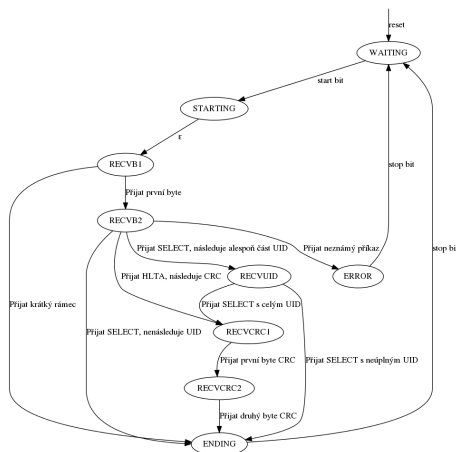 reset
WAITING
start bit
STARTING
ε
RECVB1
stop bit
Přijat první byte
RECVB2
Přijat SELECT, následuje alespoň část UID
Přijat neznámý příkaz
stop bi
Přijat HLTA, následuje CRC
RECVUID
ERROR
Přijat krátký rámec
Přijat SELECT s celým UID
Přijat SELECT, nenásleduje UID
RECVCRC1
Přijat první byte CRC
Přijat SELECT s neúplným UID
RECVCRC2
Přijat druhý byte CRC
ENDING